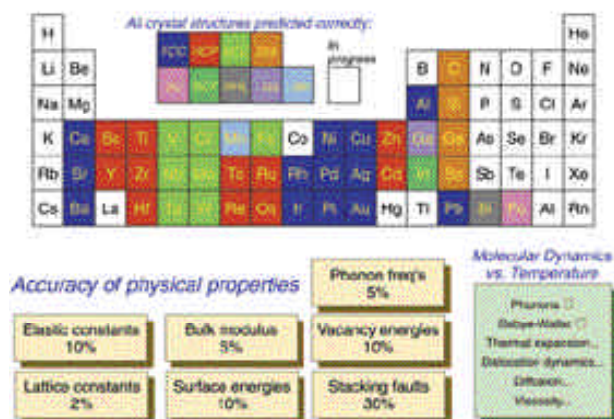 All crystal structures predicted correctly:
H FCC HCP BCC In progress He
Li Be B C N O F Ne
Na Mg Al Si P S Cl Ar
K Ca Sc Ti V Cr Mn Fe Co Ni Cu Zn Ga Ge As Se Br Kr
Rb Sr Y Zr Nb Mo Tc Ru Rh Pd Ag Cd In Sn Sb Te I Xe
Cs Ba La Hf Ta W Re Os Ir Pt Au Hg Tl Pb Bi Po At Rn
Accuracy of physical properties
Phonon freq's
5%
Molecular Dynamics
vs. Temperature
Elastic constants
10%
Bulk modulus
5%
Vacancy energies
10%
Lattice constants
2%
Surface energies
10%
Stacking faults
30%
Phonons
Debye-Waller
Thermal expansion...
Dislocation dynamics...
Diffusion...
Viscosity...